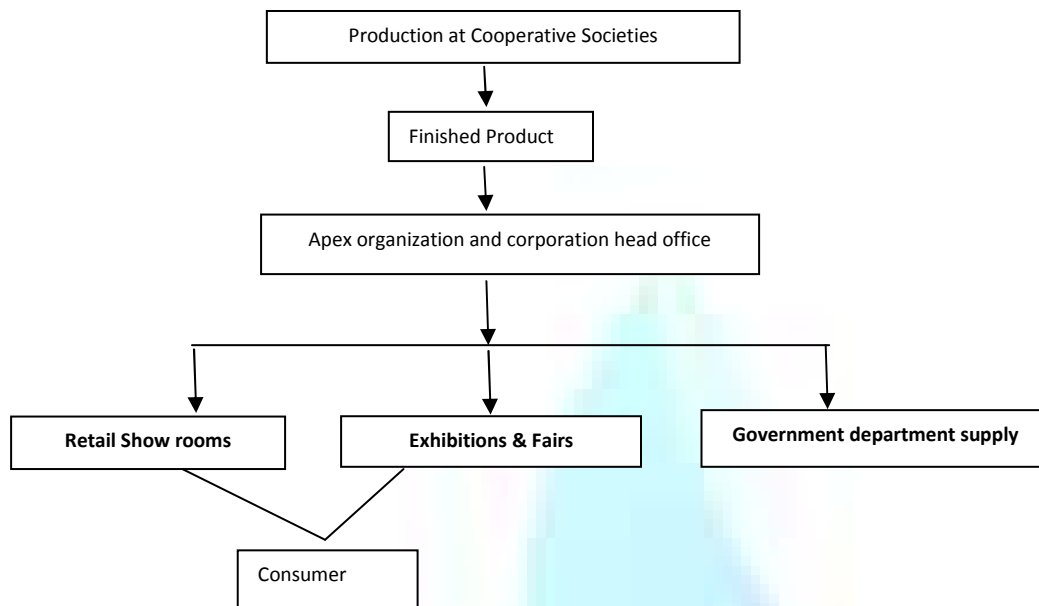 Production at Cooperative Societies
Finished Product
Apex organization and corporation head office
Retail Show rooms
Exhibitions & Fairs
Government department supply
Consumer